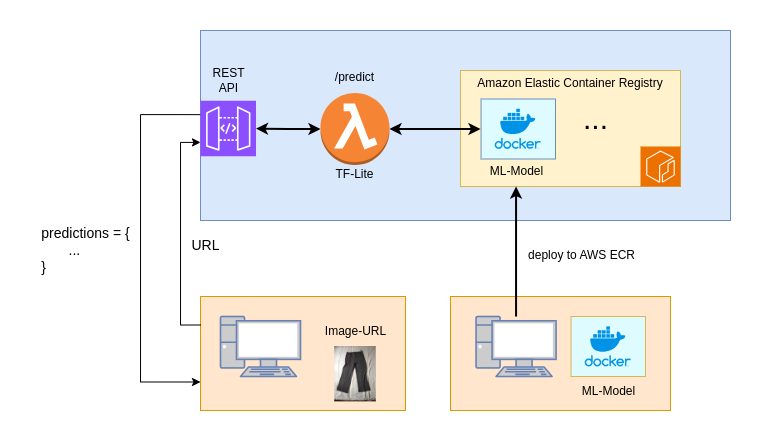 REST
API
/predict
Amazon Elastic Container Registry
docker
...
TF-Lite
ML-Model
predictions = {
...
}
URL
deploy to AWS ECR
Image-URL
docker
ML-Model